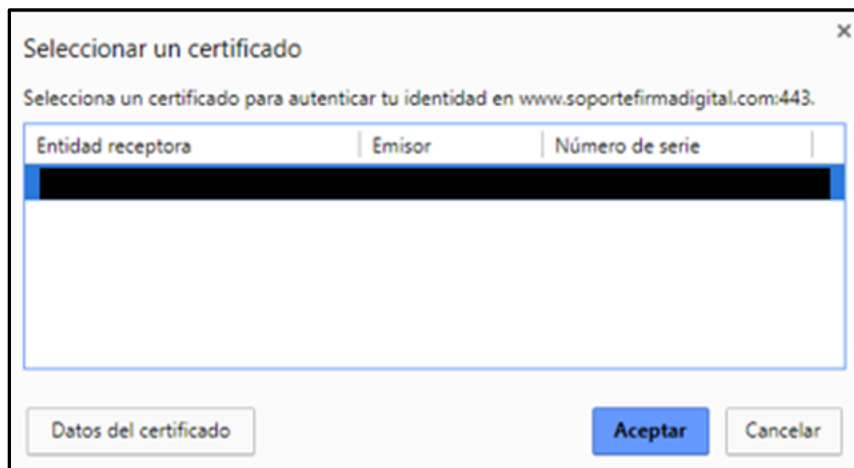 Seleccionar un certificado
Selecciona un certificado para autenticar tu identidad en www.soportefirmadigital.com:443.
Entidad receptora Emisor Número de serie
Datos del certificado Aceptar Cancelar